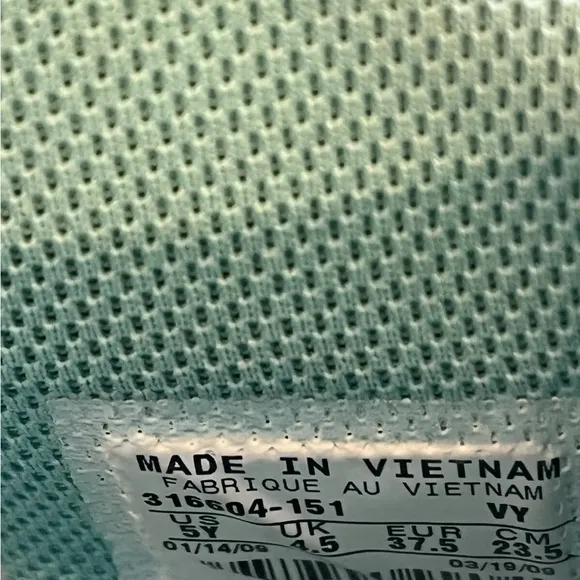 MADE IN VIETNAM
FABRIQUE AU VIETNAM
316604-151 VY
US UK EUR CM
5Y 4.5 37.5 23.5
01/14/09 03/19/09